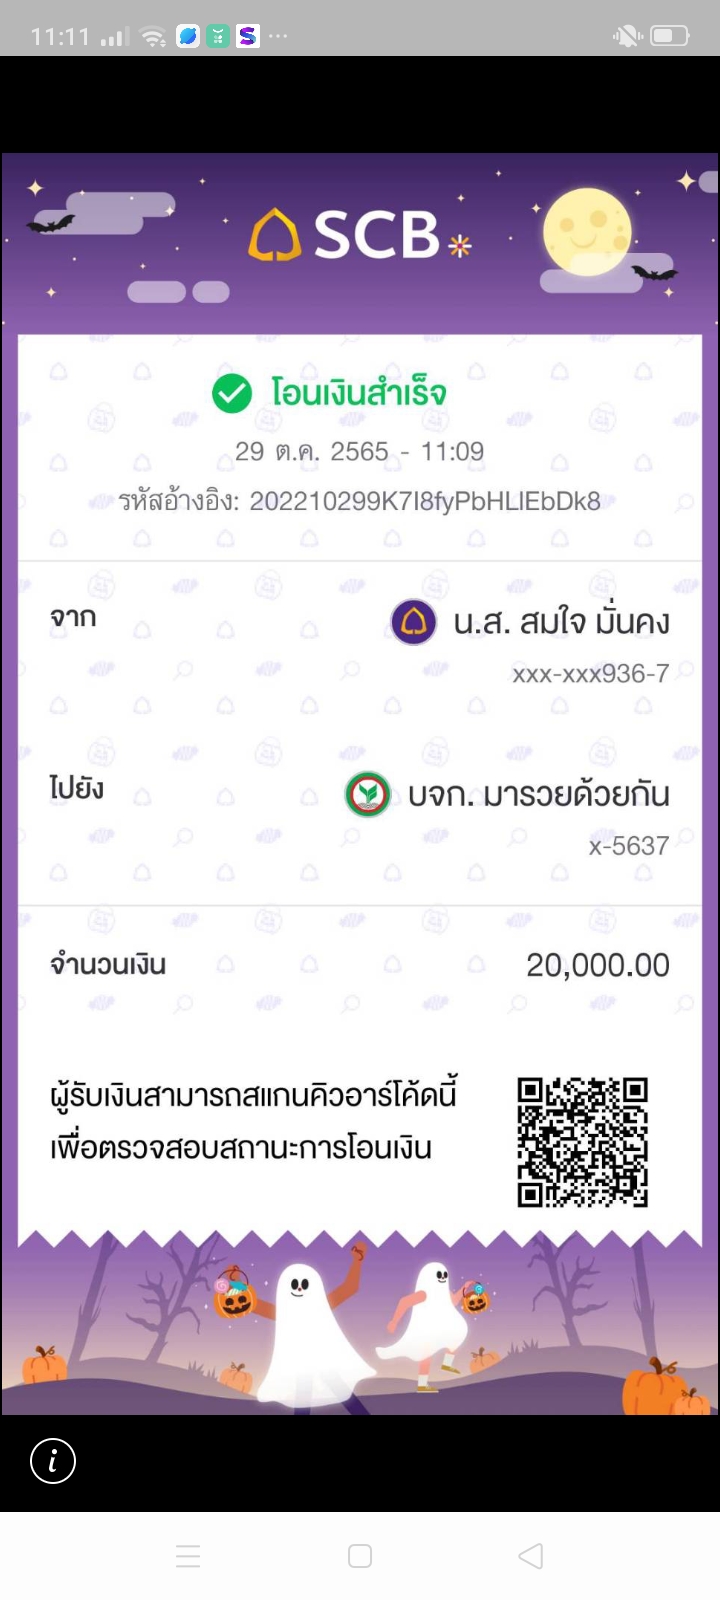 11:11
SCB
โอนเงินสำเร็จ
29 ต.ค. 2565 - 11:09
รหัสอ้างอิง: 202210299K7I8fyPbHLlEbDk8
จาก
น.ส. สมใจ มั่นคง
xxx-xxx936-7
ไปยัง
บจก. มารวยด้วยกัน
x-5637
จำนวนเงิน
20,000.00
ผู้รับเงินสามารถสแกนคิวอาร์โค้ดนี้
เพื่อตรวจสอบสถานะการโอนเงิน